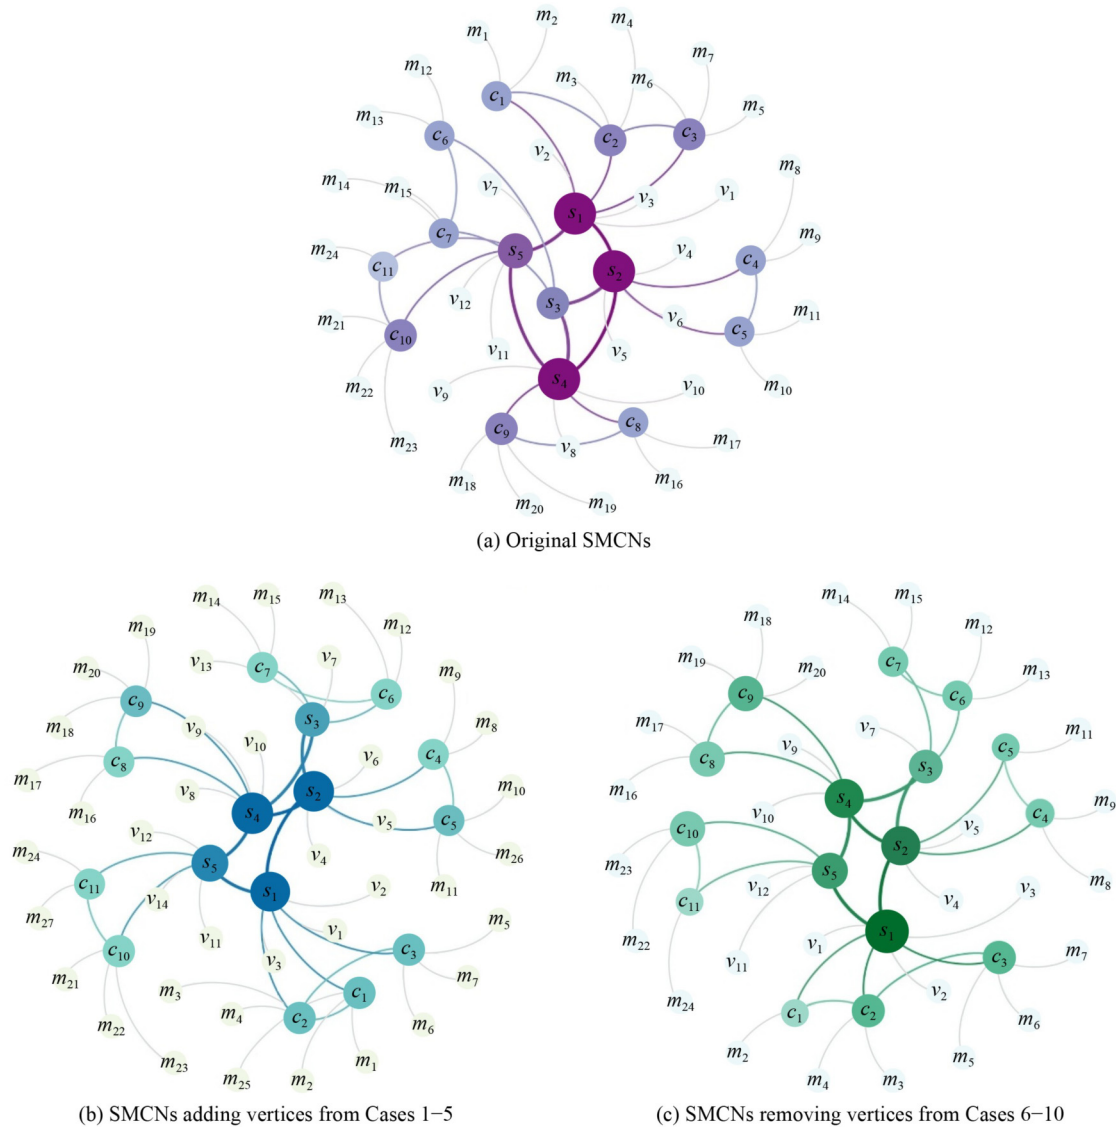 m2
m4
m1
m7
m12
m3
m6
c1
m5
m13
c6
c2
c3
v2
m8
m14
m15
v7
v3
v1
s1
c7
m9
m24
s5
v4
c4
c11
s2
v12
s3
m21
v6
m11
c10
c5
v11
v5
s4
m22
v9
v10
m10
c9
c8
m23
v8
m17
m18
m16
m20
m19
(a) Original SMCNs
m14
m15
m13
m19
m12
m20
v13
c7
v7
m9
c9
c6
m18
s3
m8
v9
v10
c4
c8
v6
m17
s2
m10
v8
s4
m16
v5
c5
v12
m24
s5
v4
m26
c11
s1
m11
v14
v2
m27
v11
v1
m5
c10
c3
v3
m21
m7
m3
c1
m4
c2
m6
m22
m23
m1
m25
m2
(b) SMCNs adding vertices from Cases 1−5
m14
m15
m18
m12
m19
m20
c7
m13
c9
c6
m17
v7
m11
v9
c5
c8
s3
m16
s4
m9
v10
c4
c10
v5
s2
m23
s5
v12
m8
c11
v4
v3
s1
m22
v1
m7
v11
c3
v2
m24
c1
c2
m6
m2
m5
m4
m3
(c) SMCNs removing vertices from Cases 6−10